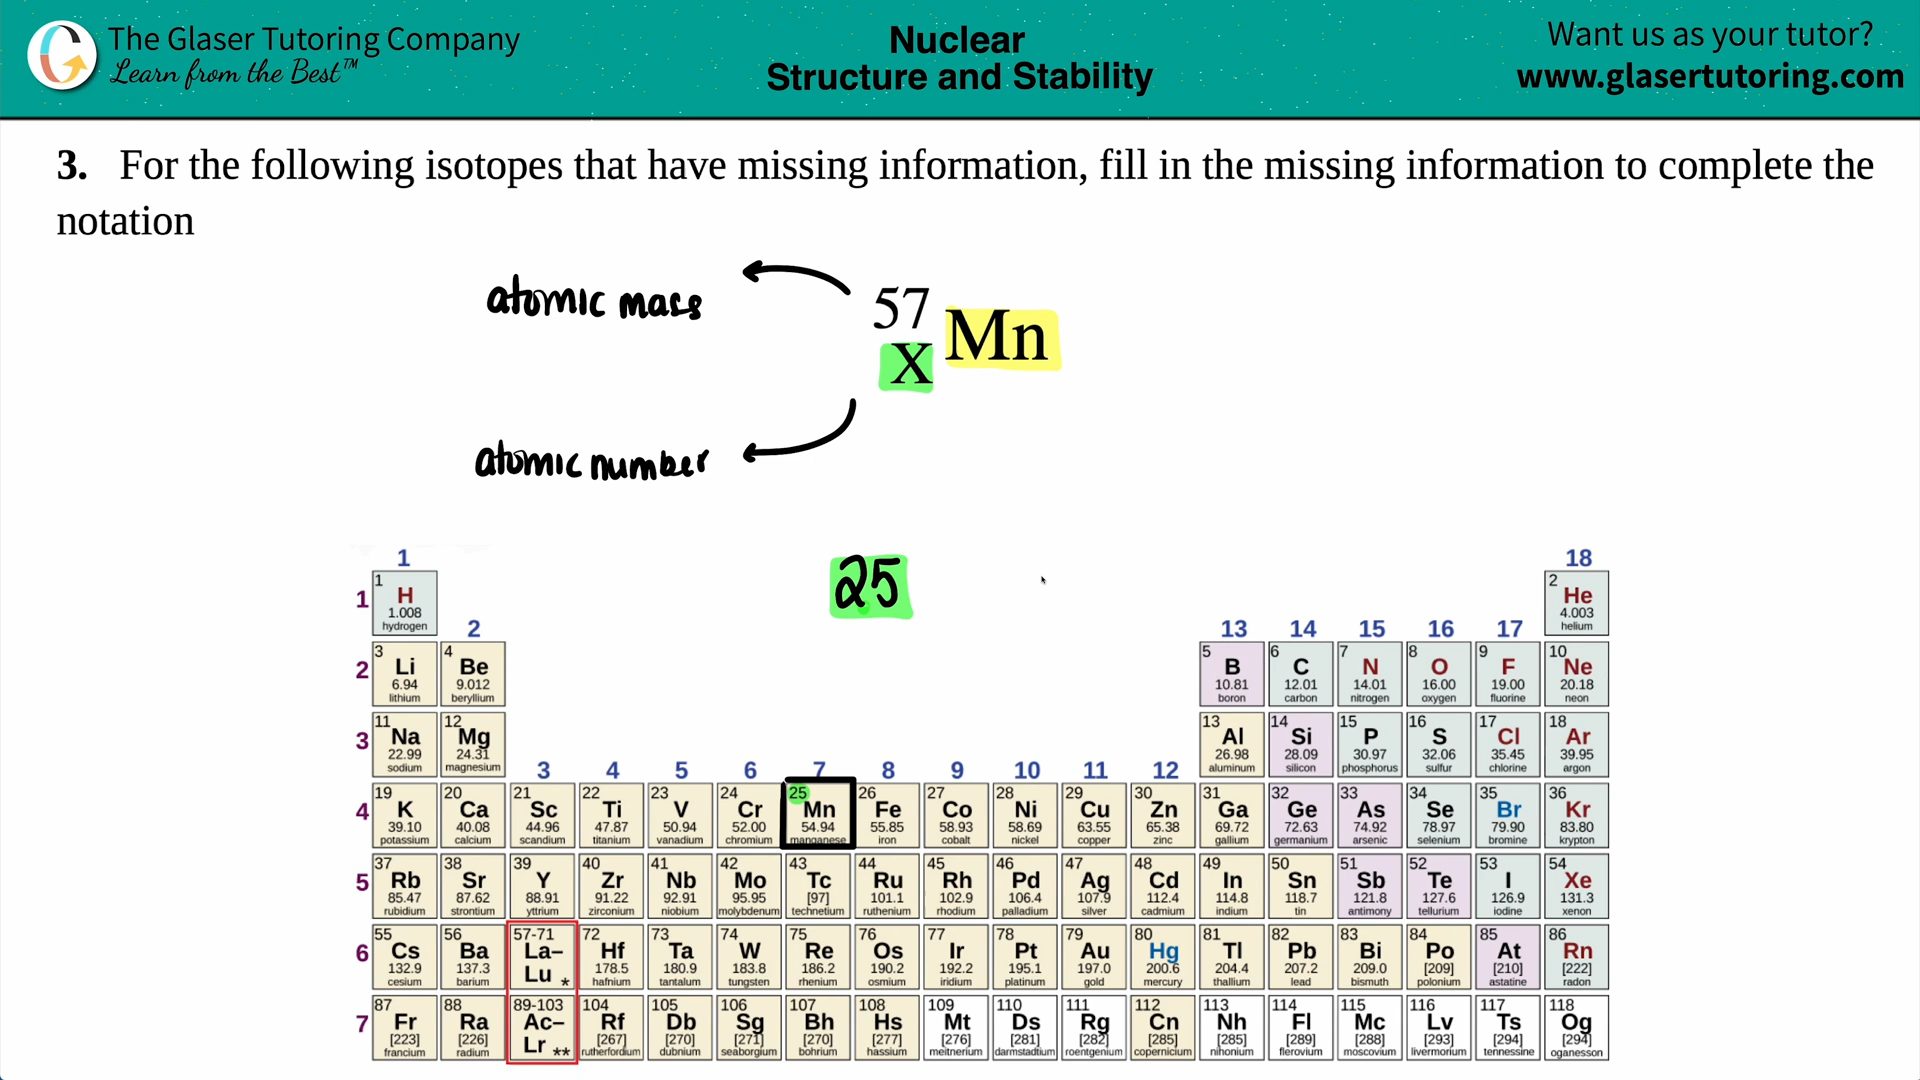 The Glaser Tutoring Company
Learn from the Best™
Nuclear
Structure and Stability
Want us as your tutor?
www.glasertutoring.com
3. For the following isotopes that have missing information, fill in the missing information to complete the
notation
atomic mass
57
X
Mn
atomic number
25
1 18
1 1 H 1.008 hydrogen 2 He 4.003 helium
2 13 14 15 16 17
2 3 Li 6.94 lithium 4 Be 9.012 beryllium 5 B 10.81 boron 6 C 12.01 carbon 7 N 14.01 nitrogen 8 O 16.00 oxygen 9 F 19.00 fluorine 10 Ne 20.18 neon
3 11 Na 22.99 sodium 12 Mg 24.31 magnesium 13 Al 26.98 aluminum 14 Si 28.09 silicon 15 P 30.97 phosphorus 16 S 32.06 sulfur 17 Cl 35.45 chlorine 18 Ar 39.95 argon
3 4 5 6 7 8 9 10 11 12
4 19 K 39.10 potassium 20 Ca 40.08 calcium 21 Sc 44.96 scandium 22 Ti 47.87 titanium 23 V 50.94 vanadium 24 Cr 52.00 chromium 25 Mn 54.94 manganese 26 Fe 55.85 iron 27 Co 58.93 cobalt 28 Ni 58.69 nickel 29 Cu 63.55 copper 30 Zn 65.38 zinc 31 Ga 69.72 gallium 32 Ge 72.63 germanium 33 As 74.92 arsenic 34 Se 78.97 selenium 35 Br 79.90 bromine 36 Kr 83.80 krypton
5 37 Rb 85.47 rubidium 38 Sr 87.62 strontium 39 Y 88.91 yttrium 40 Zr 91.22 zirconium 41 Nb 92.91 niobium 42 Mo 95.95 molybdenum 43 Tc [97] technetium 44 Ru 101.1 ruthenium 45 Rh 102.9 rhodium 46 Pd 106.4 palladium 47 Ag 107.9 silver 48 Cd 112.4 cadmium 49 In 114.8 indium 50 Sn 118.7 tin 51 Sb 121.8 antimony 52 Te 127.6 tellurium 53 I 126.9 iodine 54 Xe 131.3 xenon
6 55 Cs 132.9 cesium 56 Ba 137.3 barium 57-71 La– Lu * 72 Hf 178.5 hafnium 73 Ta 180.9 tantalum 74 W 183.8 tungsten 75 Re 186.2 rhenium 76 Os 190.2 osmium 77 Ir 192.2 iridium 78 Pt 195.1 platinum 79 Au 197.0 gold 80 Hg 200.6 mercury 81 Tl 204.4 thallium 82 Pb 207.2 lead 83 Bi 209.0 bismuth 84 Po [209] polonium 85 At [210] astatine 86 Rn [222] radon
7 87 Fr [223] francium 88 Ra [226] radium 89-103 Ac– Lr ** 104 Rf [267] rutherfordium 105 Db [270] dubnium 106 Sg [271] seaborgium 107 Bh [270] bohrium 108 Hs [277] hassium 109 Mt [276] meitnerium 110 Ds [281] darmstadtium 111 Rg [282] roentgenium 112 Cn [285] copernicium 113 Nh [285] nihonium 114 Fl [289] flerovium 115 Mc [288] moscovium 116 Lv [293] livermorium 117 Ts [294] tennessine 118 Og [294] oganesson